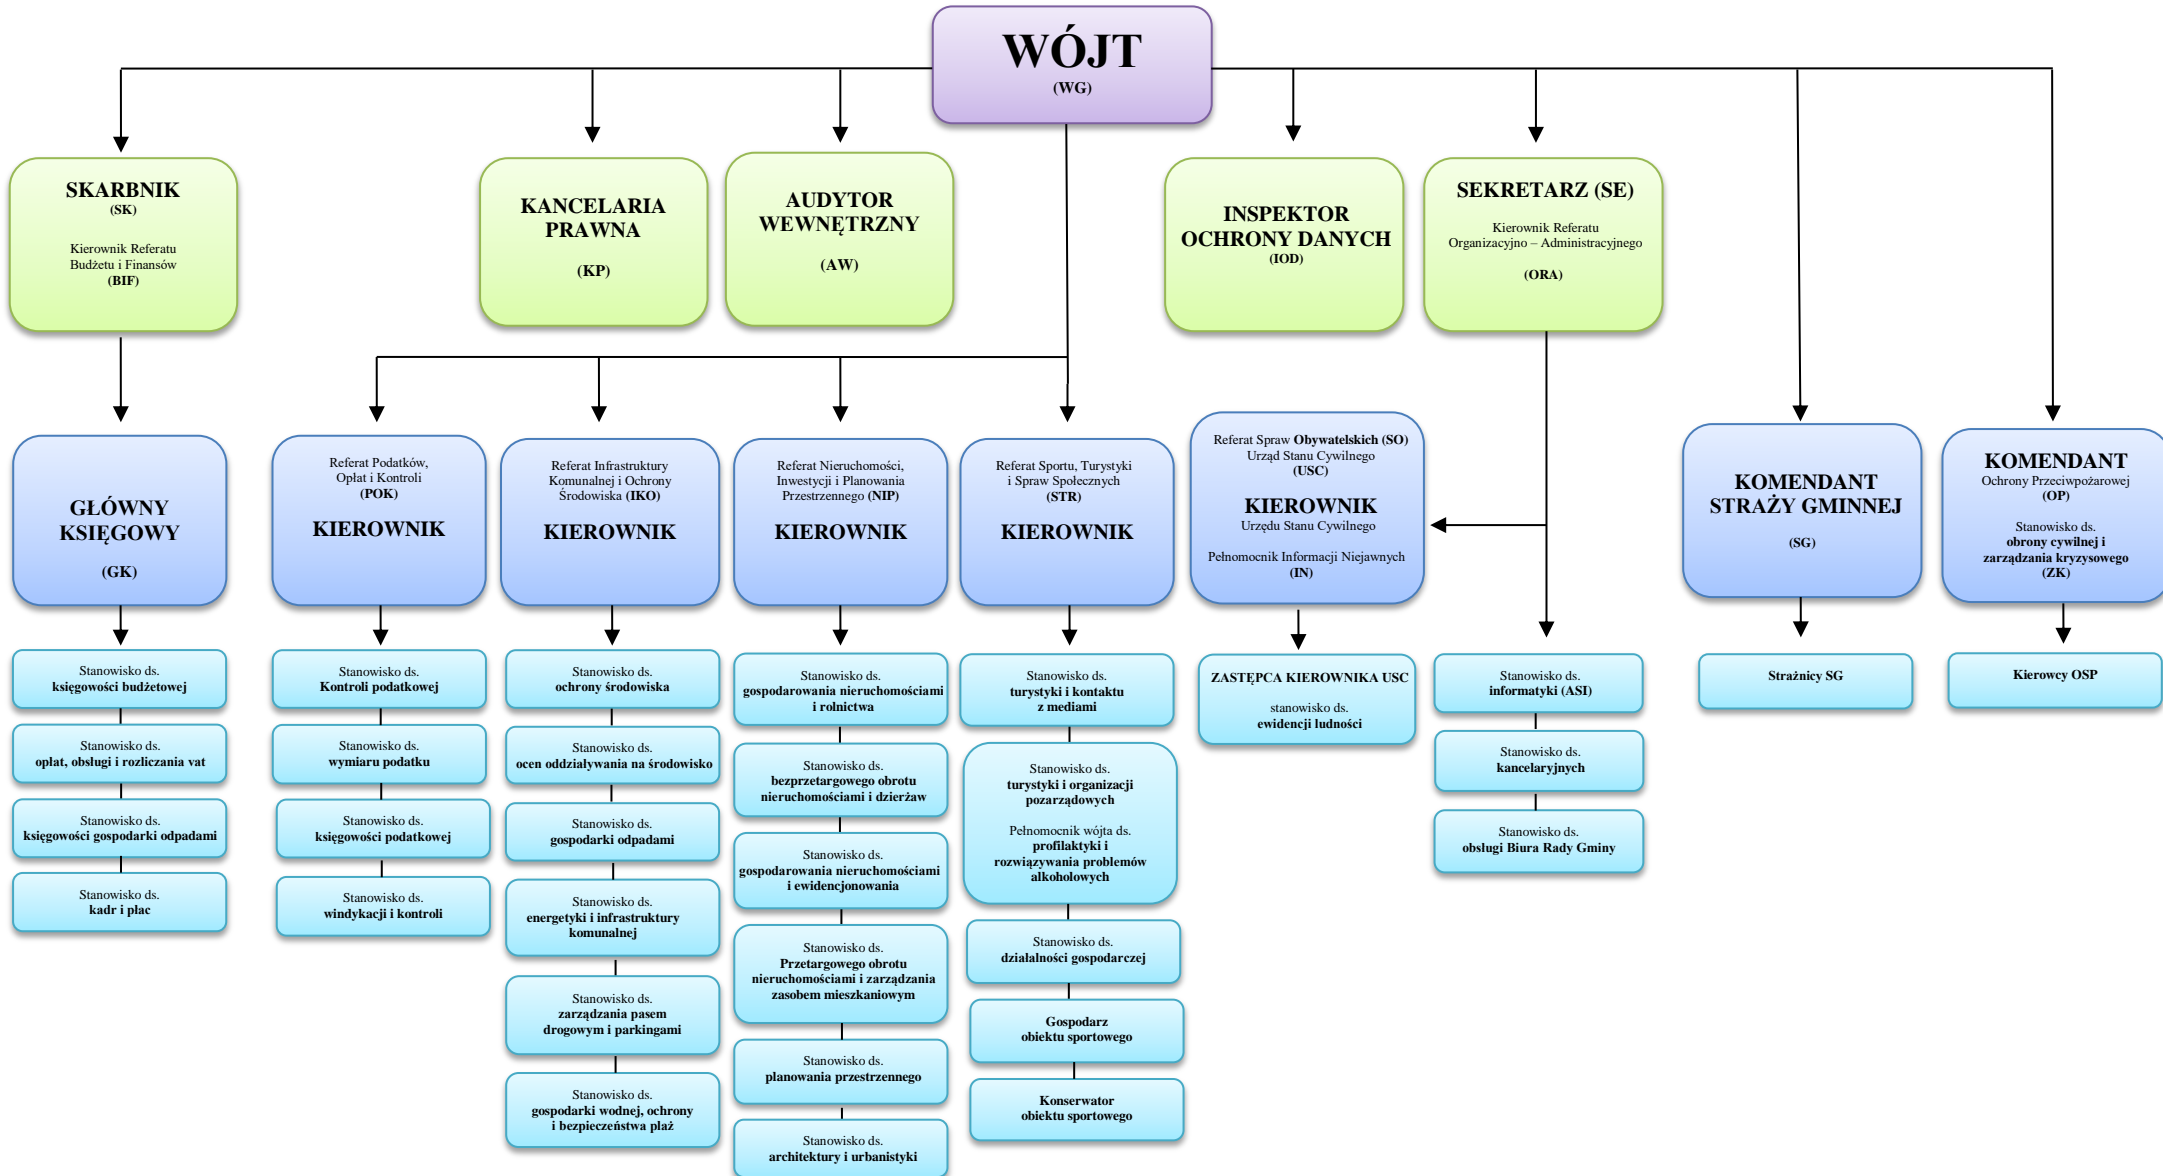 WÓJT
(WG)
SKARBNIK
(SK)
Kierownik Referatu
Budżetu i Finansów
(BIF)
KANCELARIA
PRAWNA
(KP)
AUDYTOR
WEWNĘTRZNY
(AW)
INSPEKTOR
OCHRONY DANYCH
(IOD)
SEKRETARZ (SE)
Kierownik Referatu
Organizacyjno – Administracyjnego
(ORA)
GŁÓWNY
KSIĘGOWY
(GK)
Referat Podatków,
Opłat i Kontroli
(POK)
KIEROWNIK
Referat Infrastruktury
Komunalnej i Ochrony
Środowiska (IKO)
KIEROWNIK
Referat Nieruchomości,
Inwestycji i Planowania
Przestrzennego (NIP)
KIEROWNIK
Referat Sportu, Turystyki
i Spraw Społecznych
(STR)
KIEROWNIK
Referat Spraw Obywatelskich (SO)
Urząd Stanu Cywilnego
(USC)
KIEROWNIK
Urzędu Stanu Cywilnego
Pełnomocnik Informacji Niejawnych
(IN)
KOMENDANT
STRAŻY GMINNEJ
(SG)
KOMENDANT
Ochrony Przeciwpożarowej
(OP)
Stanowisko ds.
obrony cywilnej i
zarządzania kryzysowego
(ZK)
Stanowisko ds.
księgowości budżetowej
Stanowisko ds.
opłat, obsługi i rozliczania vat
Stanowisko ds.
księgowości gospodarki odpadami
Stanowisko ds.
kadr i płac
Stanowisko ds.
Kontroli podatkowej
Stanowisko ds.
wymiaru podatku
Stanowisko ds.
księgowości podatkowej
Stanowisko ds.
windykacji i kontroli
Stanowisko ds.
ochrony środowiska
Stanowisko ds.
ocen oddziaływania na środowisko
Stanowisko ds.
gospodarki odpadami
Stanowisko ds.
energetyki i infrastruktury
komunalnej
Stanowisko ds.
zarządzania pasem
drogowym i parkingami
Stanowisko ds.
gospodarki wodnej, ochrony
i bezpieczeństwa plaż
Stanowisko ds.
gospodarowania nieruchomościami
i rolnictwa
Stanowisko ds.
bezprzetargowego obrotu
nieruchomościami i dzierżaw
Stanowisko ds.
gospodarowania nieruchomościami
i ewidencjonowania
Stanowisko ds.
Przetargowego obrotu
nieruchomościami i zarządzania
zasobem mieszkaniowym
Stanowisko ds.
planowania przestrzennego
Stanowisko ds.
architektury i urbanistyki
Stanowisko ds.
turystyki i kontaktu
z mediami
Stanowisko ds.
turystyki i organizacji
pozarządowych
Pełnomocnik wójta ds.
profilaktyki i
rozwiązywania problemów
alkoholowych
Stanowisko ds.
działalności gospodarczej
Gospodarz
obiektu sportowego
Konserwator
obiektu sportowego
ZASTĘPCA KIEROWNIKA USC
stanowisko ds.
ewidencji ludności
Stanowisko ds.
informatyki (ASI)
Stanowisko ds.
kancelaryjnych
Stanowisko ds.
obsługi Biura Rady Gminy
Strażnicy SG
Kierowcy OSP